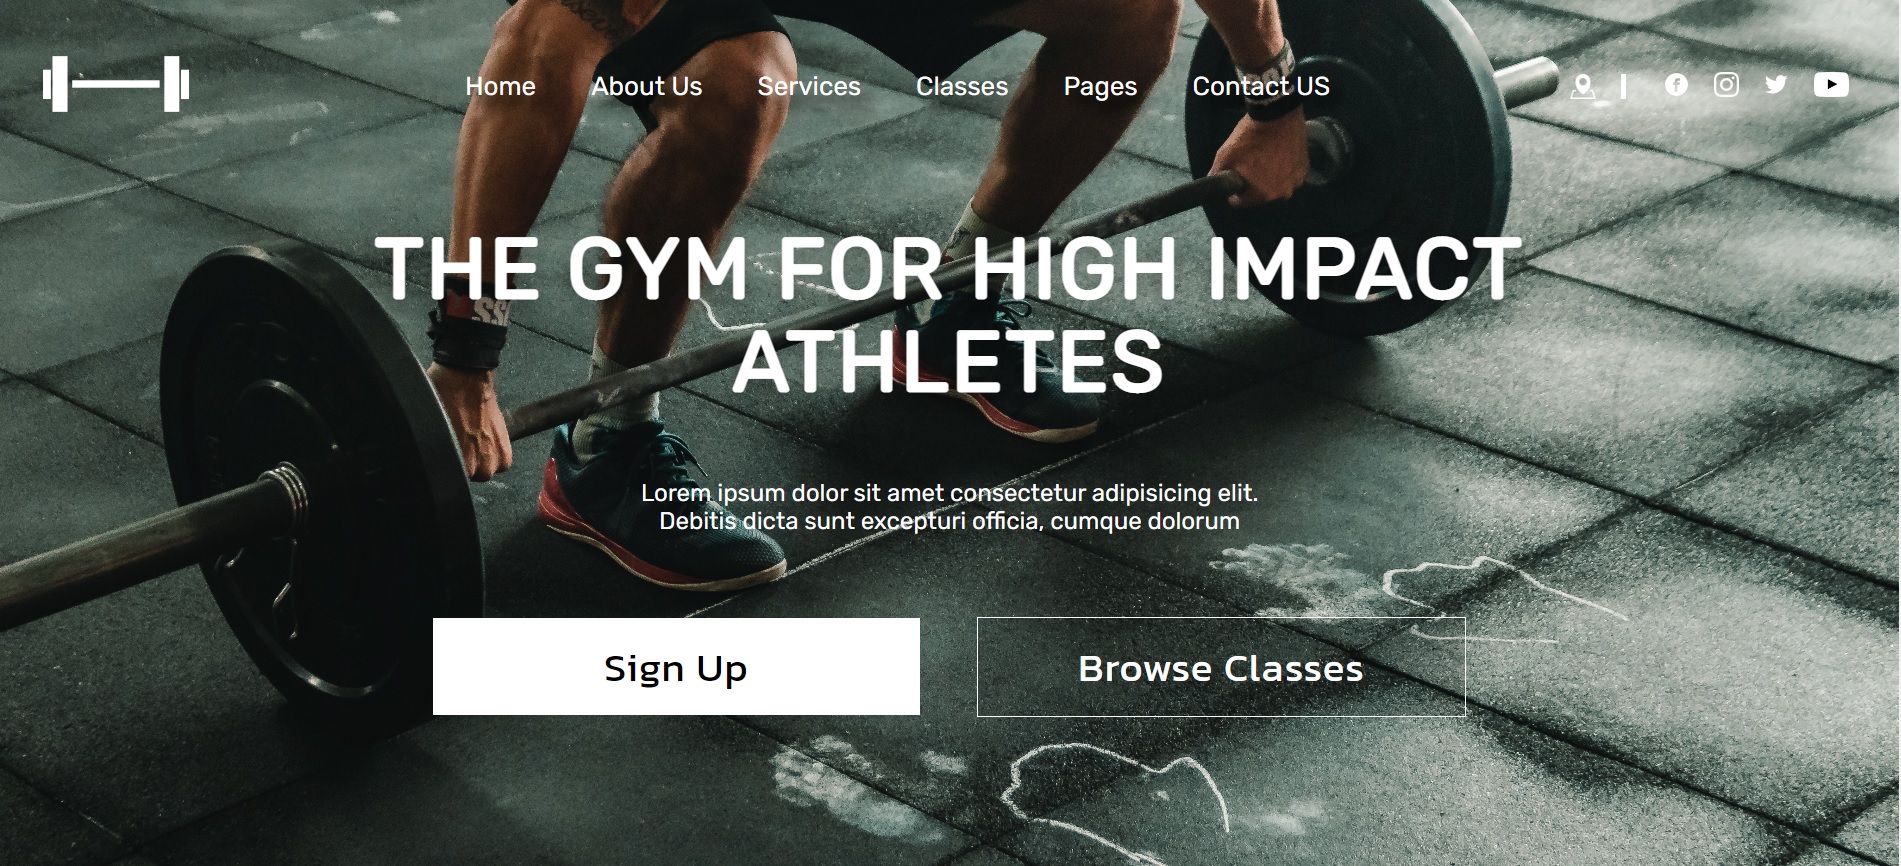 Home About Us Services Classes Pages Contact US
THE GYM FOR HIGH IMPACT
ATHLETES
Lorem ipsum dolor sit amet consectetur adipisicing elit.
Debitis dicta sunt excepturi officia, cumque dolorum
Sign Up Browse Classes